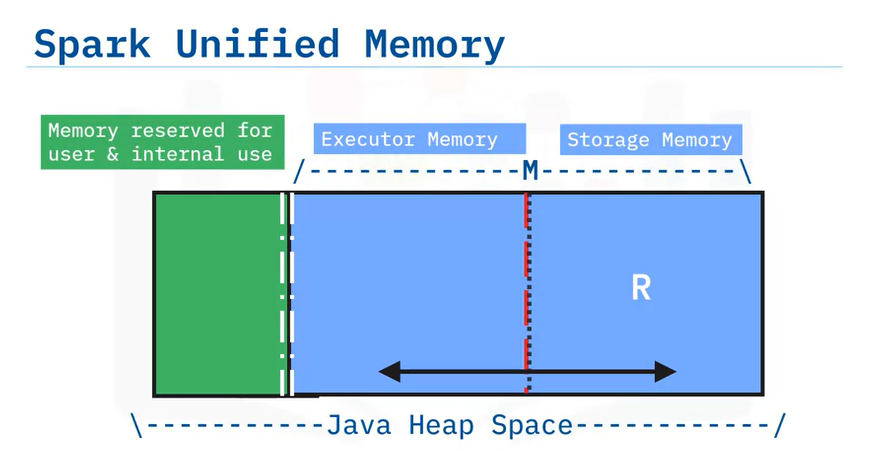 Spark Unified Memory
Memory reserved for
user & internal use
Executor Memory
Storage Memory
/------------M------------\
R
\-----------Java Heap Space------------/